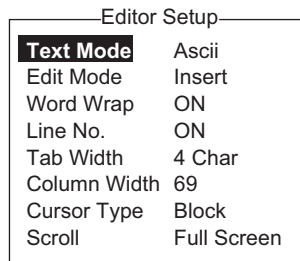 Editor Setup
Text Mode Ascii
Edit Mode Insert
Word Wrap ON
Line No. ON
Tab Width 4 Char
Column Width 69
Cursor Type Block
Scroll Full Screen